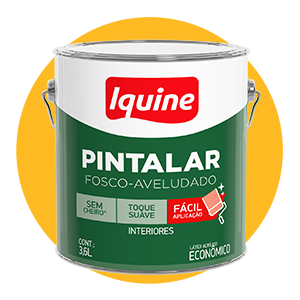 Iquine
PINTALAR
FOSCO-AVELUDADO
SEM
CHEIRO*
TOQUE
SUAVE
FÁCIL
APLICAÇÃO
INTERIORES
CONT.:
3,6L
LÁTEX ACRÍLICO
ECONÔMICO